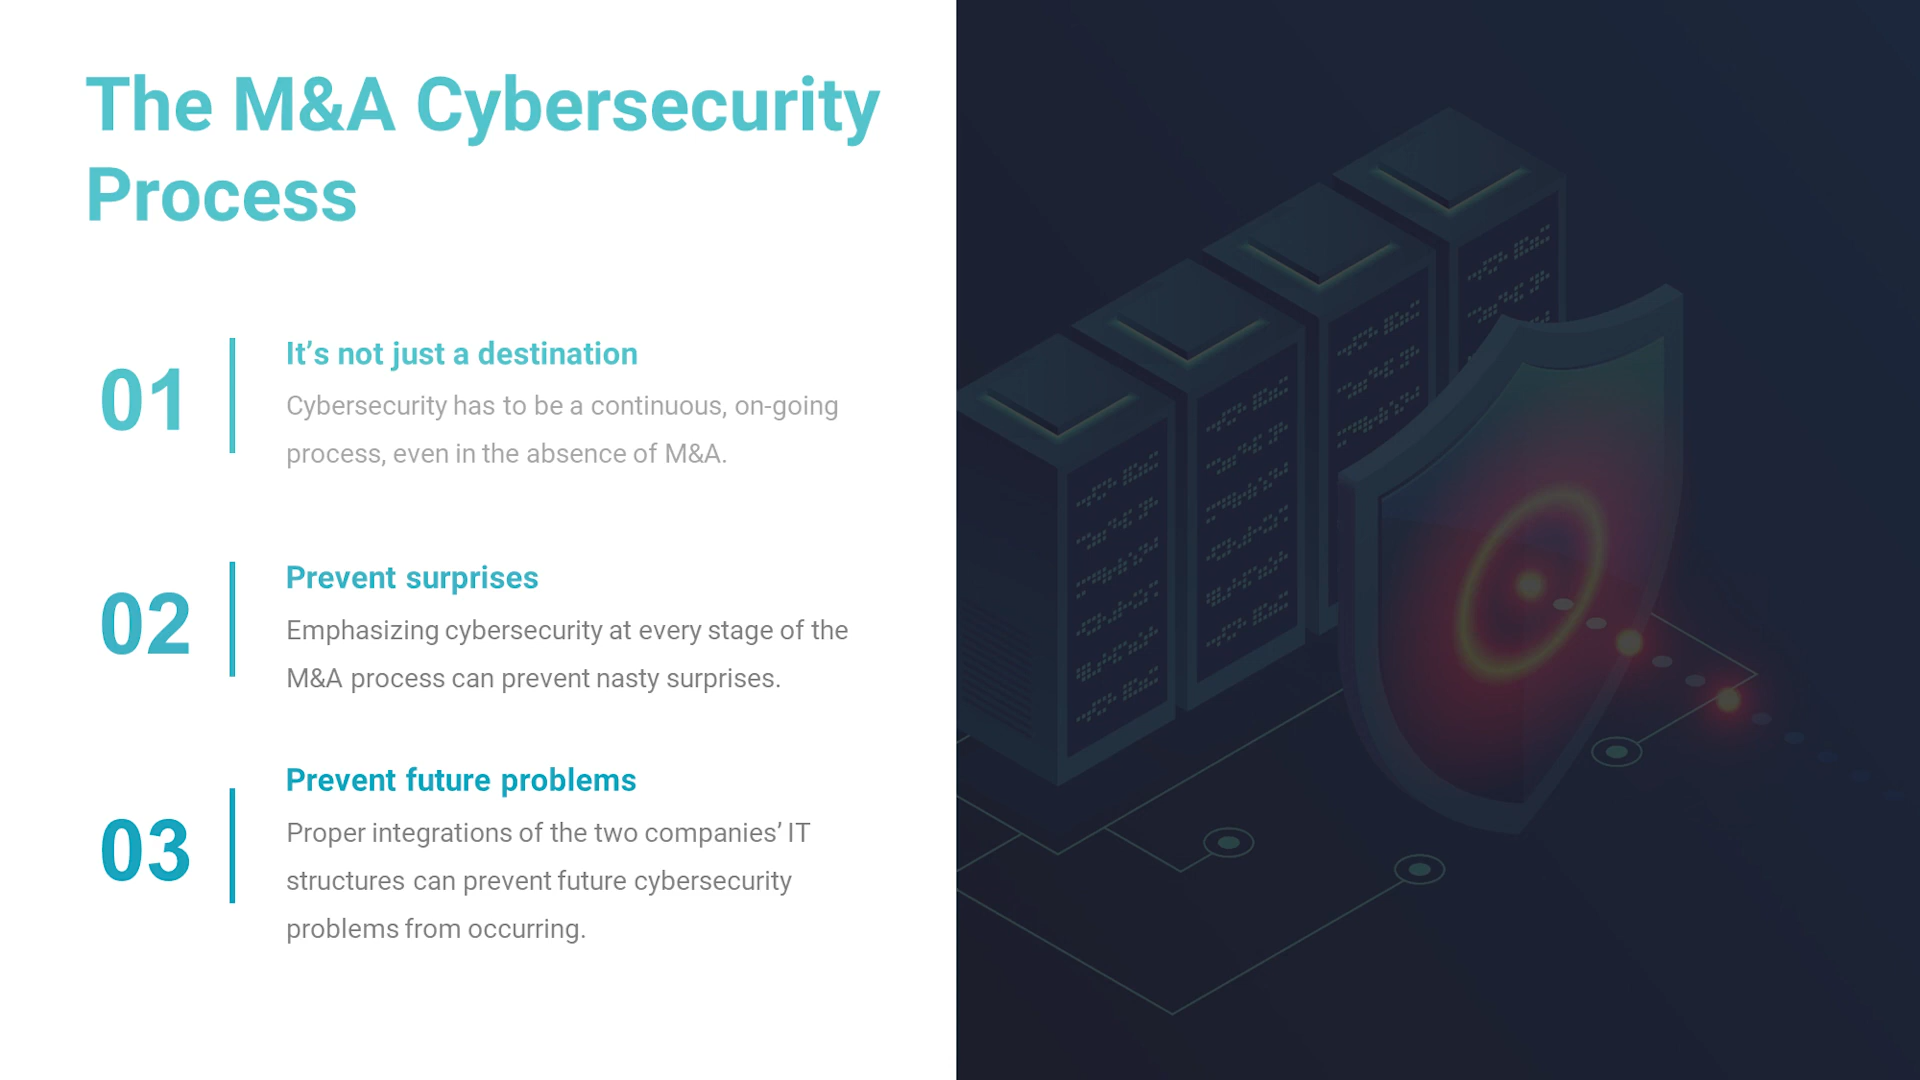 The M&A Cybersecurity
Process
01
It’s not just a destination
Cybersecurity has to be a continuous, on-going
process, even in the absence of M&A.
02
Prevent surprises
Emphasizing cybersecurity at every stage of the
M&A process can prevent nasty surprises.
03
Prevent future problems
Proper integrations of the two companies’ IT
structures can prevent future cybersecurity
problems from occurring.